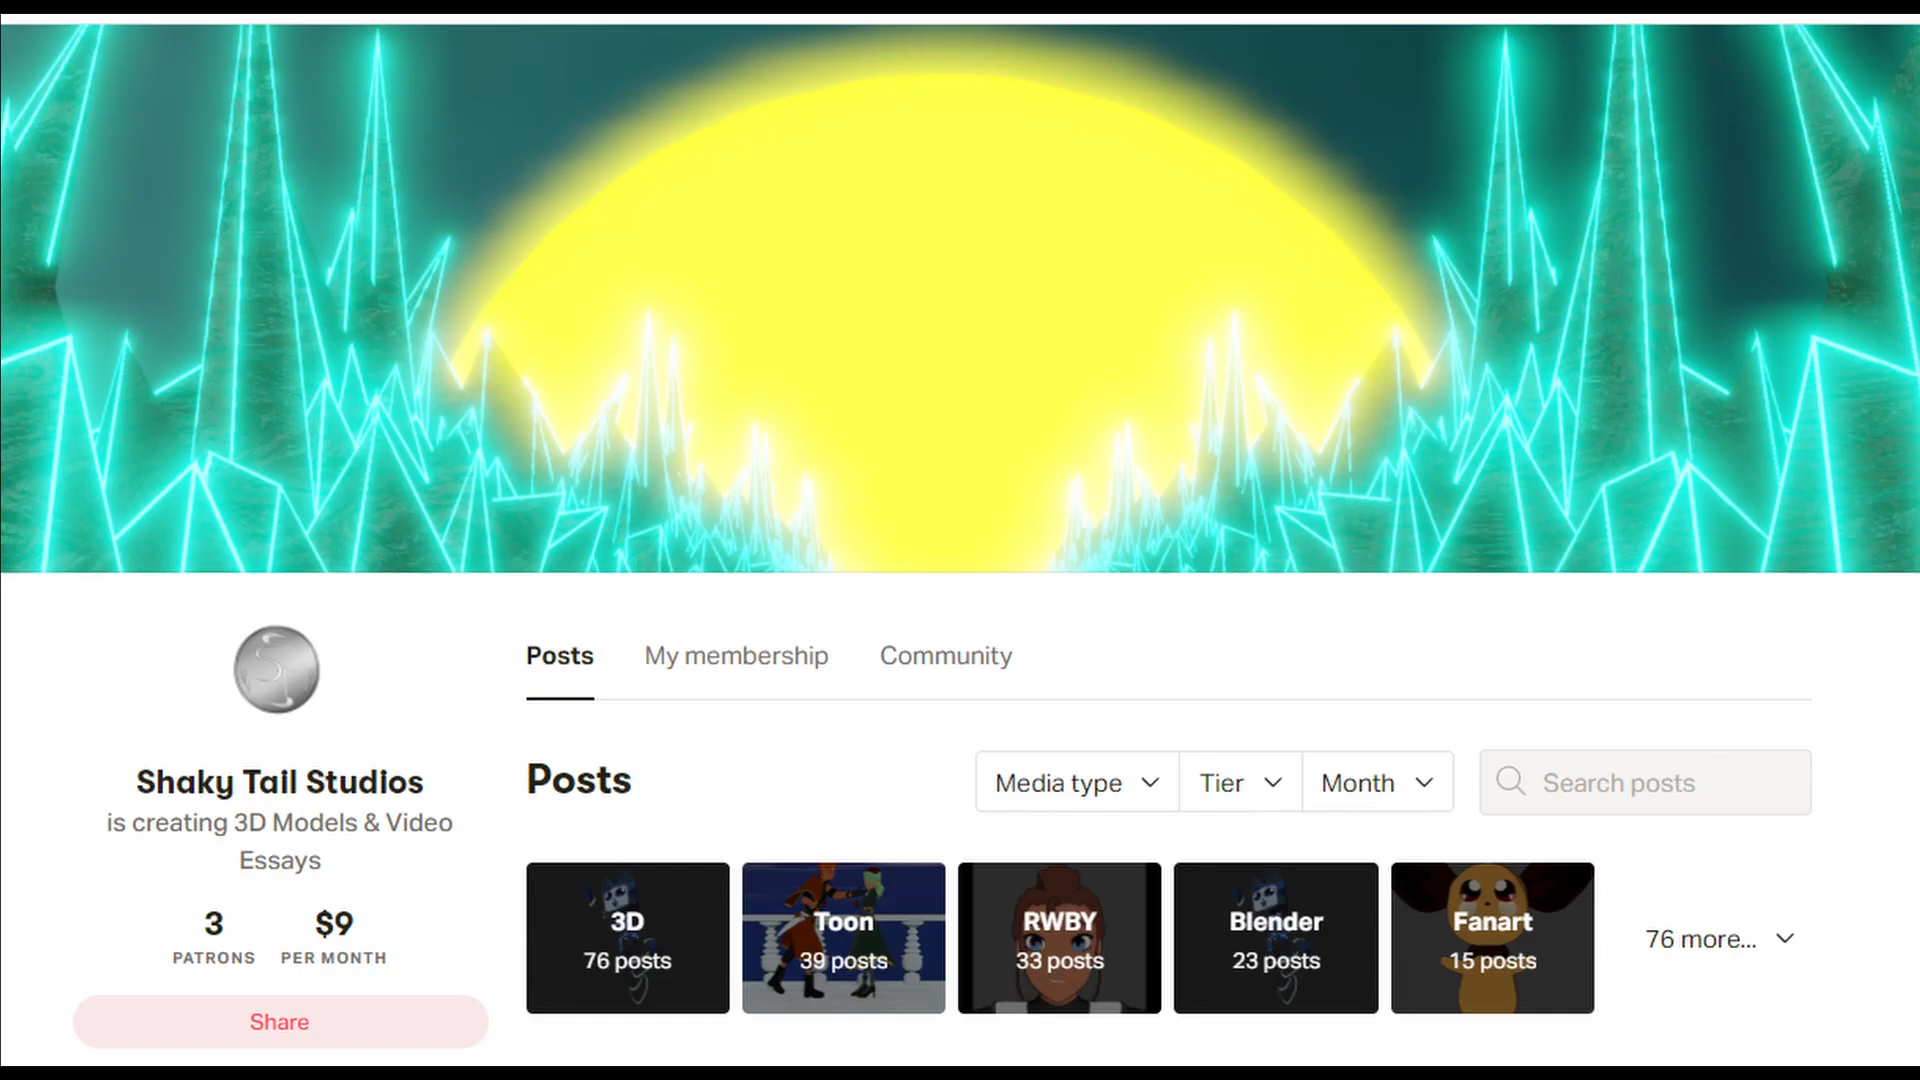 Posts My membership Community
Shaky Tail Studios
is creating 3D Models & Video
Essays
3 $9
PATRONS PER MONTH
Share
Posts
Media type Tier Month Search posts
3D
76 posts
Toon
39 posts
RWBY
33 posts
Blender
23 posts
Fanart
15 posts
76 more...